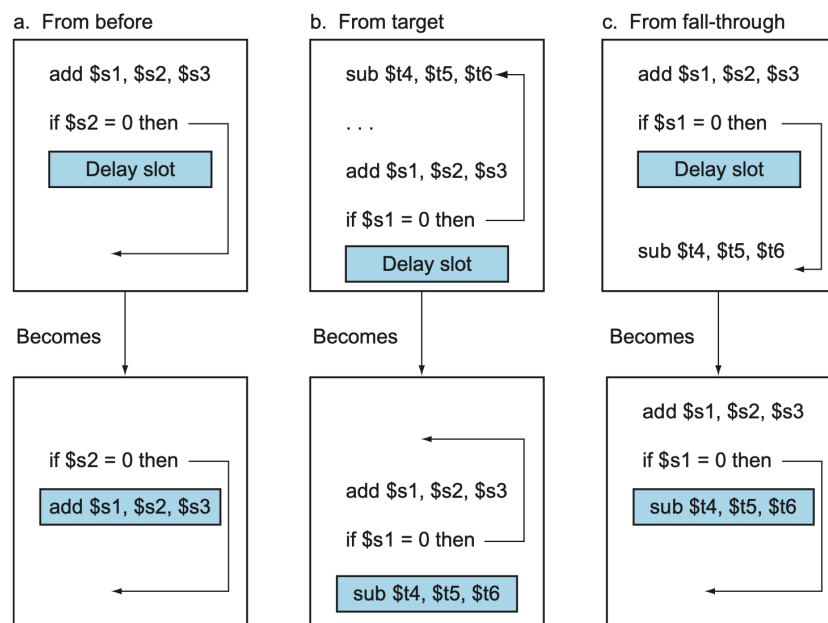 a. From before
add $s1, $s2, $s3
if $s2 = 0 then
Delay slot
Becomes
if $s2 = 0 then
add $s1, $s2, $s3
b. From target
sub $t4, $t5, $t6
. . .
add $s1, $s2, $s3
if $s1 = 0 then
Delay slot
Becomes
add $s1, $s2, $s3
if $s1 = 0 then
sub $t4, $t5, $t6
c. From fall-through
add $s1, $s2, $s3
if $s1 = 0 then
Delay slot
sub $t4, $t5, $t6
Becomes
add $s1, $s2, $s3
if $s1 = 0 then
sub $t4, $t5, $t6